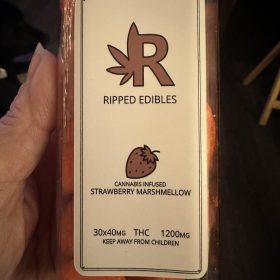 R
RIPPED EDIBLES
CANNABIS INFUSED
STRAWBERRY MARSHMELLOW
30x40MG THC 1200MG
KEEP AWAY FROM CHILDREN